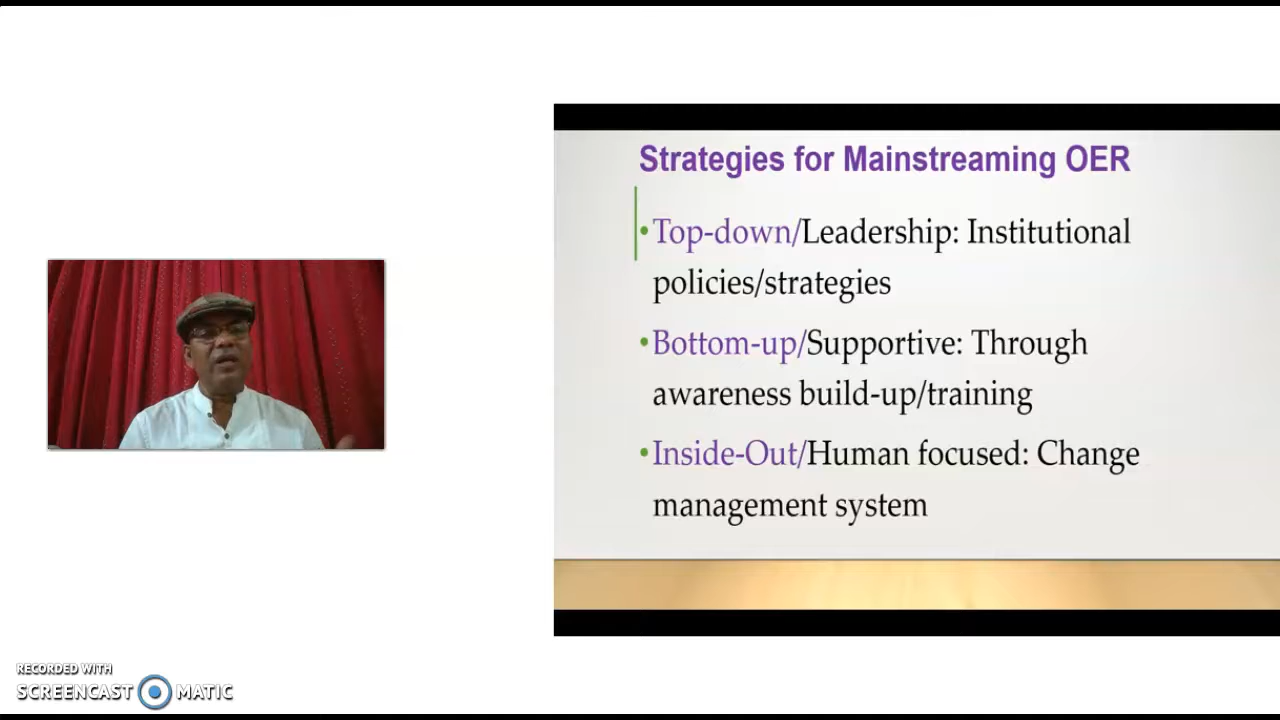 Strategies for Mainstreaming OER
•Top-down/Leadership: Institutional
policies/strategies
•Bottom-up/Supportive: Through
awareness build-up/training
•Inside-Out/Human focused: Change
management system
RECORDED WITH
SCREENCAST MATIC